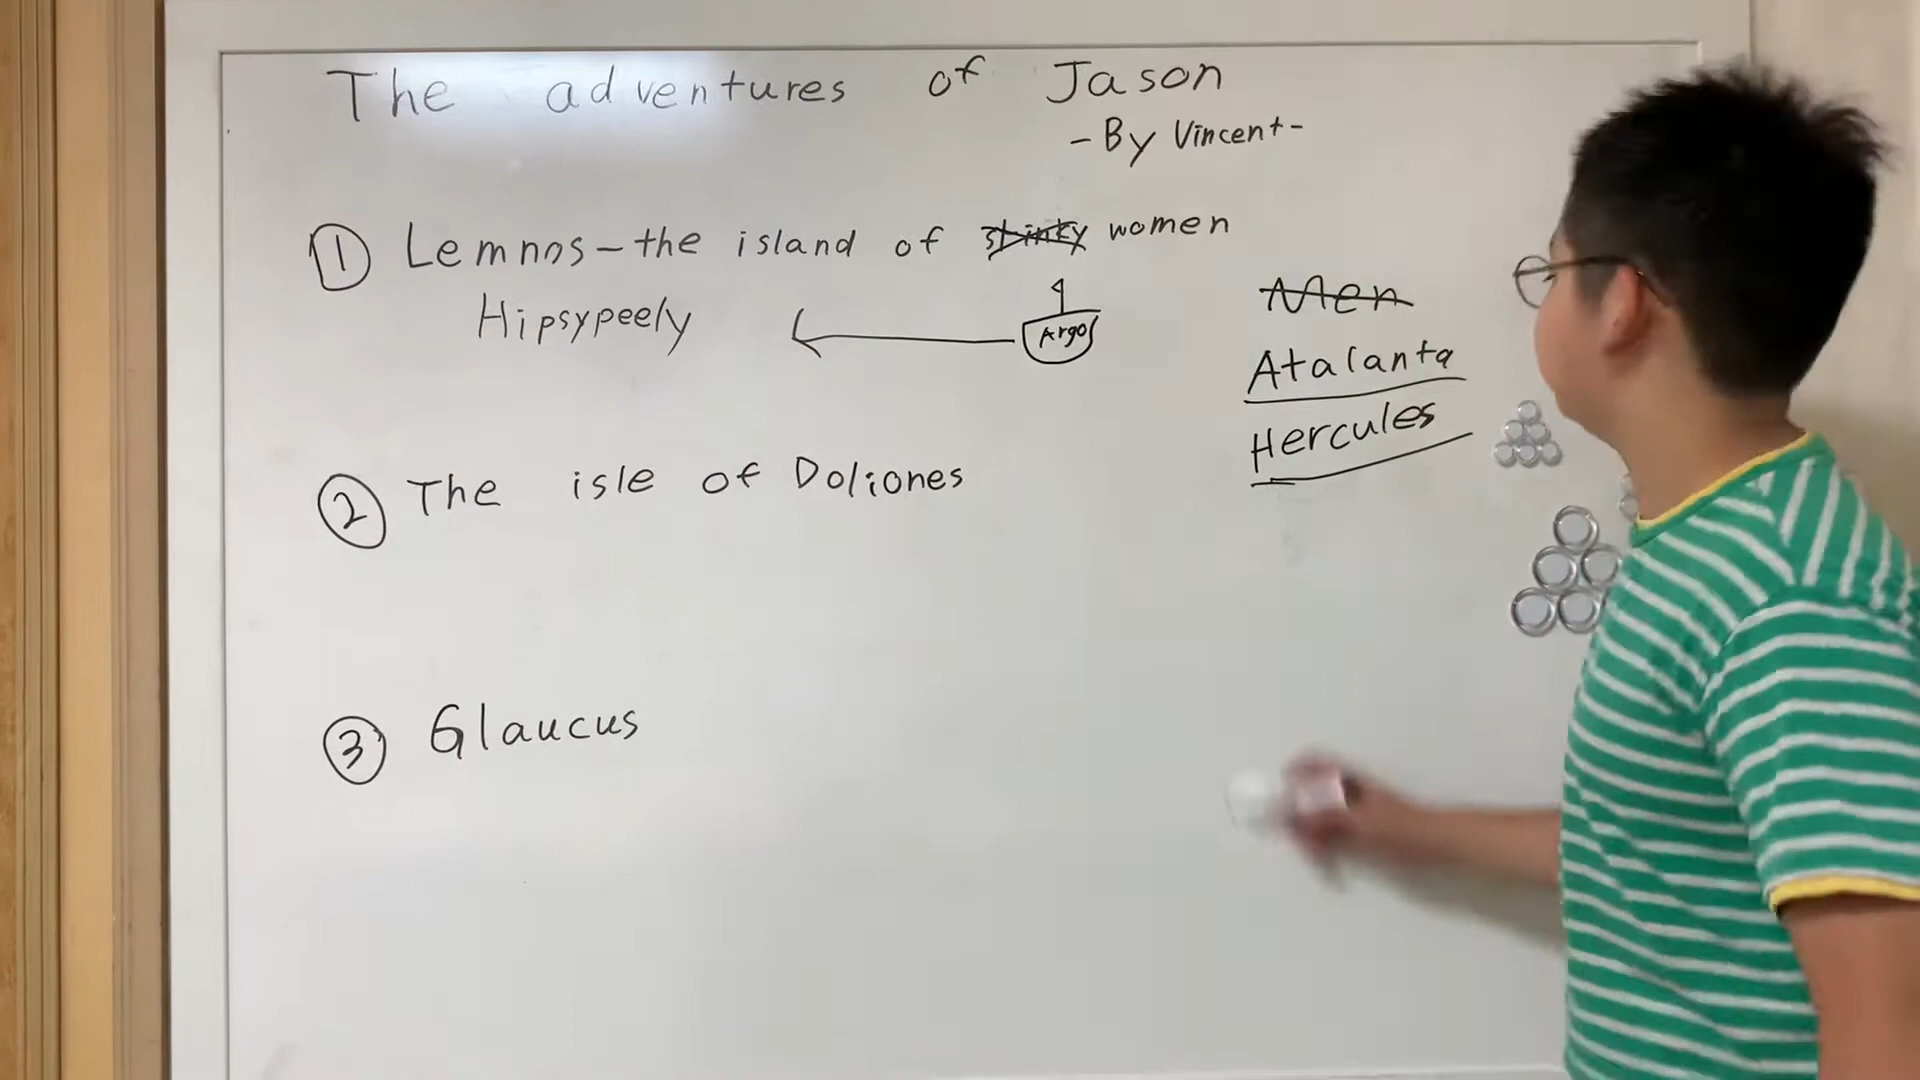 The adventures of Jason
- By Vincent -
① Lemnos - the island of stinky women
Hipsypeely
Argo
Men
Atalanta
Hercules
② The isle of Doliones
③ Glaucus